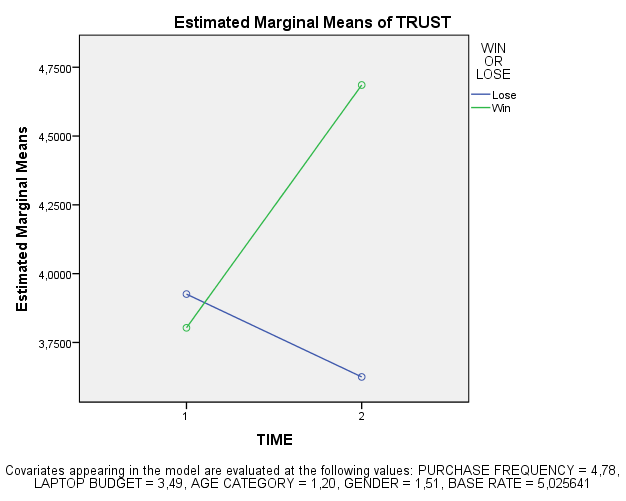 Estimated Marginal Means of TRUST
WIN
OR
LOSE
Lose
Win
Estimated Marginal Means
4,7500
4,5000
4,2500
4,0000
3,7500
1
2
TIME
Covariates appearing in the model are evaluated at the following values: PURCHASE FREQUENCY = 4,78,
LAPTOP BUDGET = 3,49, AGE CATEGORY = 1,20, GENDER = 1,51, BASE RATE = 5,025641